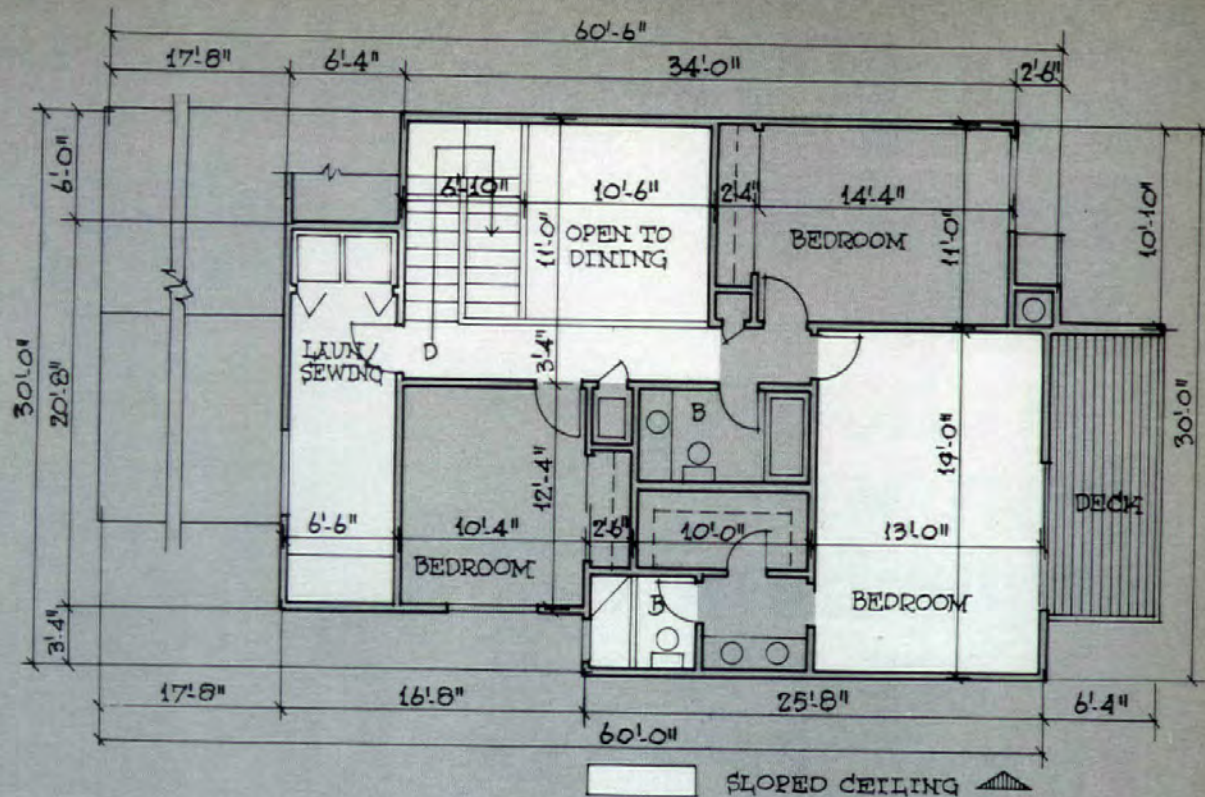 60'-6"
17'-8" 6'-4" 34'-0" 2'-6"
6'-0"
6'-10" 10'-6" 2'-4" 14'-4"
11'-0"
OPEN TO
DINING
BEDROOM
11'-0"
10'-10"
LAUN/
SEWING
D
3'-4"
30'-0"
20'-8"
B
12'-4"
14'-0"
30'-0"
DECK
6'-6" 10'-4" 2'-6" 10'-0" 13'-0"
BEDROOM
B
BEDROOM
3'-4"
17'-8" 16'-8" 25'-8" 6'-4"
60'-0"
SLOPED CEILING